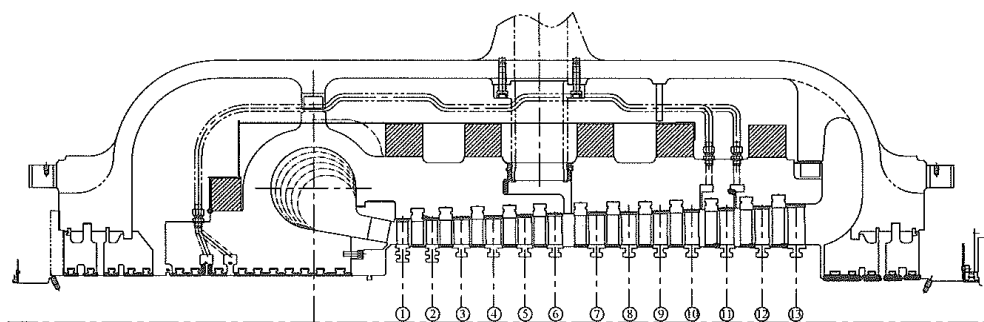 ① ② ③ ④ ⑤ ⑥ ⑦ ⑧ ⑨ ⑩ ⑪ ⑫ ⑬